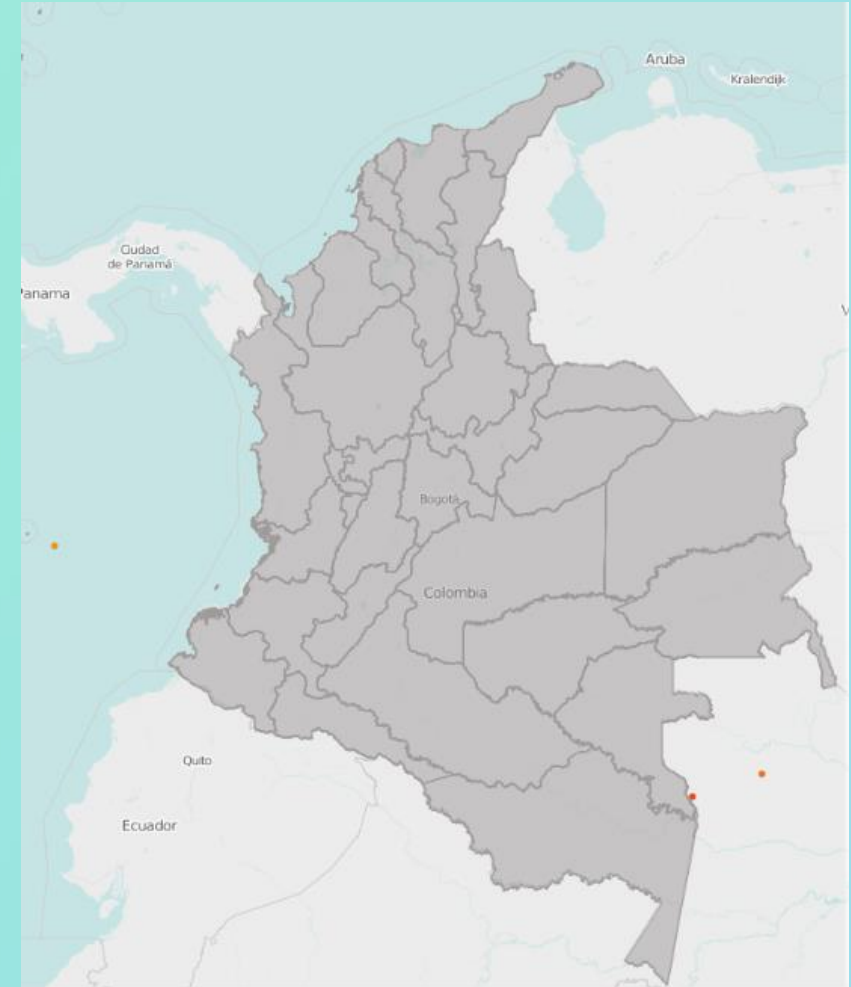 Aruba
Kralendijk
Ciudad
de Panamá
Panama
Bogotá
Colombia
Quito
Ecuador